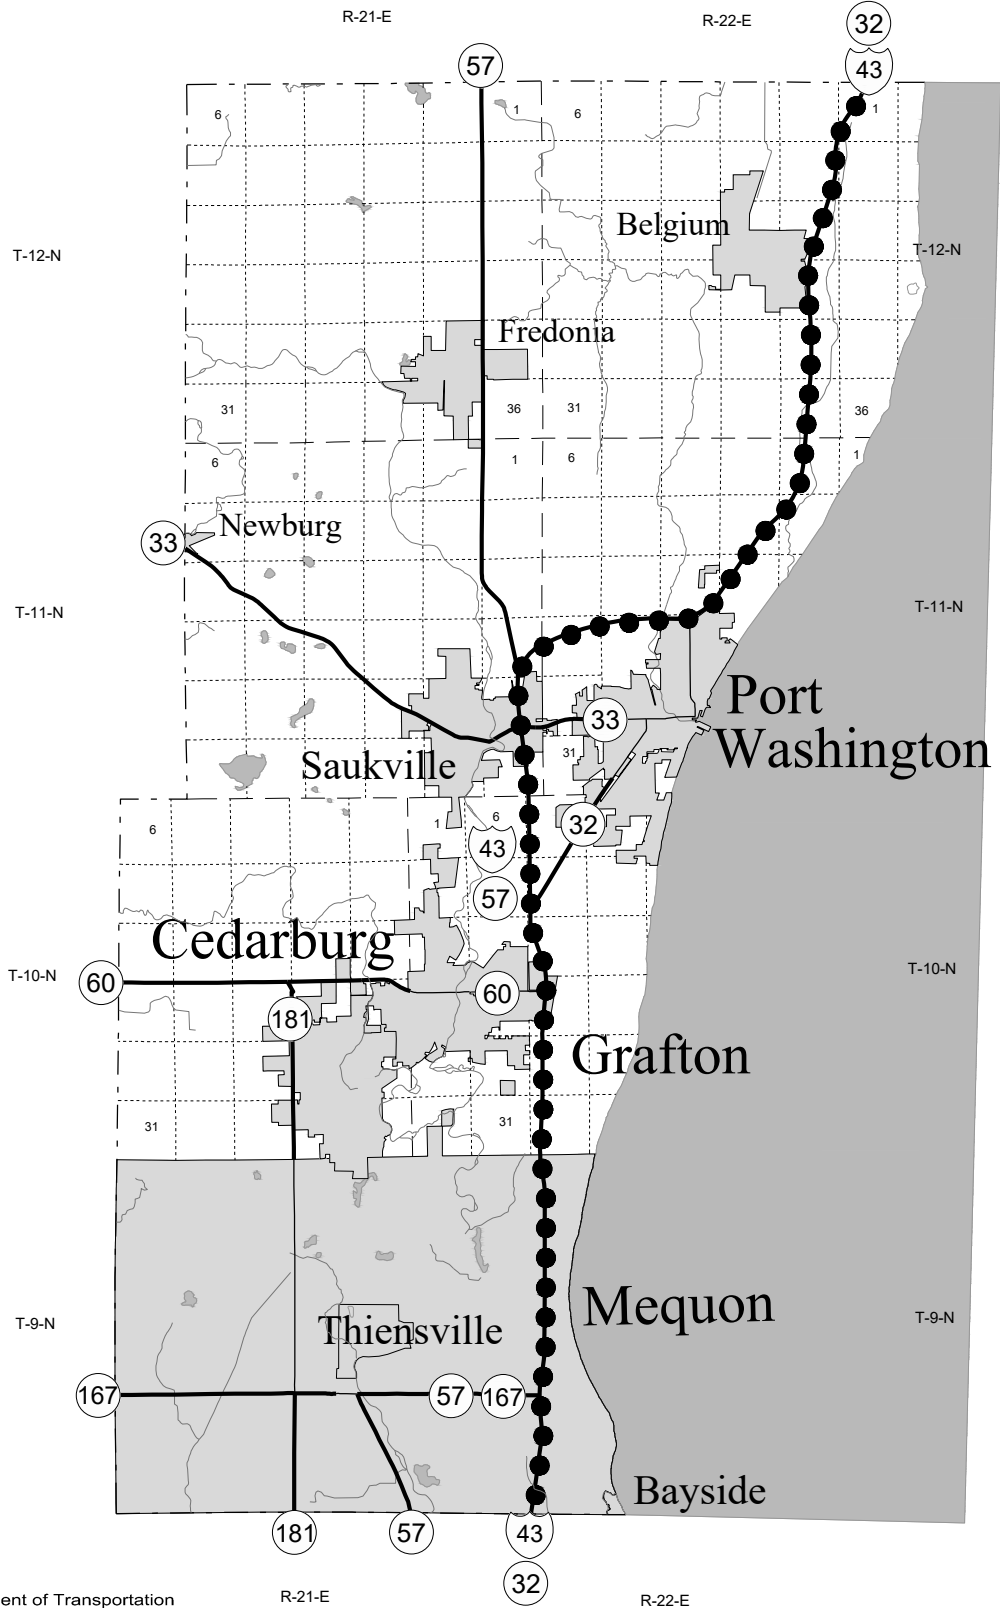 R-21-E
R-22-E
32
57
43
6
1
6
1
Belgium
T-12-N
T-12-N
Fredonia
31
36
31
36
6
1
6
1
Newburg
33
T-11-N
T-11-N
Port
Washington
33
31
Saukville
6
1
6
32
43
57
Cedarburg
T-10-N
60
60
T-10-N
181
Grafton
31
31
Mequon
T-9-N
Thiensville
T-9-N
167
57
167
Bayside
181
57
43
32
ent of Transportation
R-21-E
R-22-E